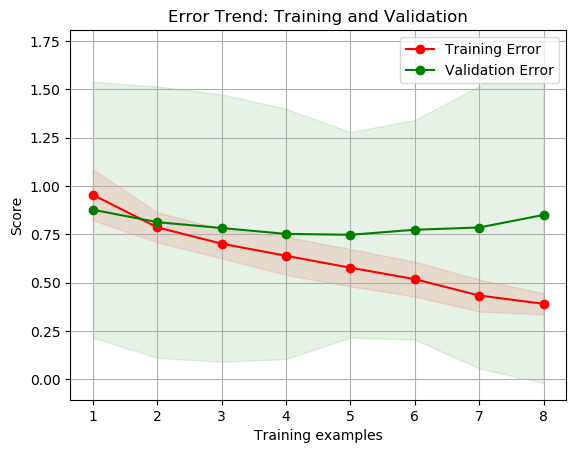 Error Trend: Training and Validation
Training Error
Validation Error
1.75
1.50
1.25
1.00
0.75
0.50
0.25
0.00
Score
1 2 3 4 5 6 7 8
Training examples